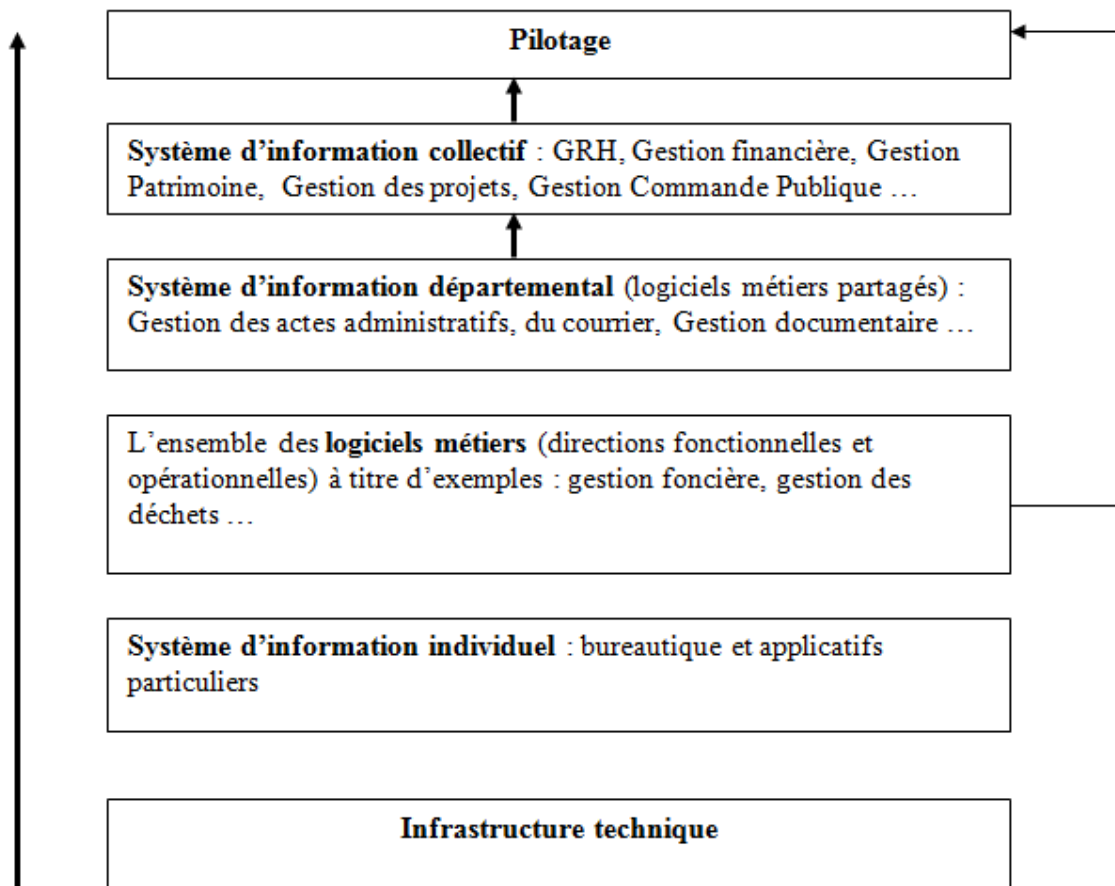 Pilotage
Système d’information collectif : GRH, Gestion financière, Gestion
Patrimoine, Gestion des projets, Gestion Commande Publique …
Système d’information départemental (logiciels métiers partagés) :
Gestion des actes administratifs, du courrier, Gestion documentaire …
L’ensemble des logiciels métiers (directions fonctionnelles et
opérationnelles) à titre d’exemples : gestion foncière, gestion des
déchets …
Système d’information individuel : bureautique et applicatifs
particuliers
Infrastructure technique